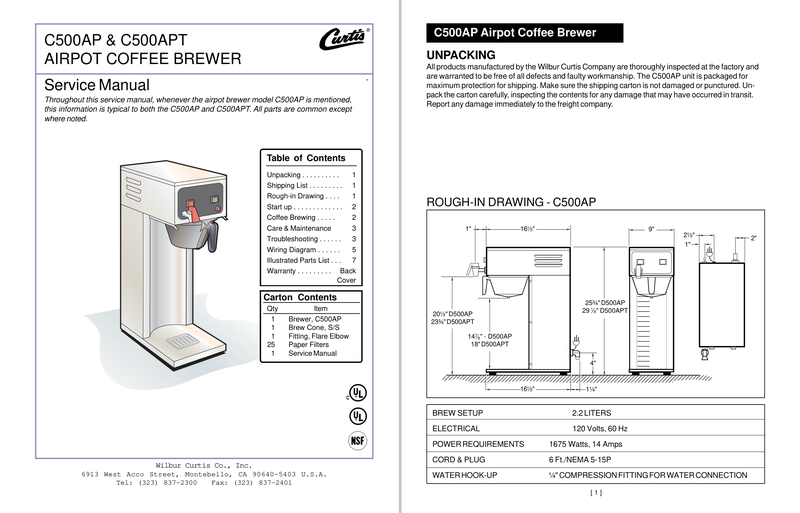 C500AP & C500APT
AIRPOT COFFEE BREWER
Curtis®
Service Manual
Throughout this service manual, whenever the airpot brewer model C500AP is mentioned,
this information is typical to both the C500AP and C500APT. All parts are common except
where noted.
Table of Contents
Unpacking . . . . . . . . . . 1
Shipping List . . . . . . . . . 1
Rough-in Drawing . . . . 1
Start up . . . . . . . . . . . . . 2
Coffee Brewing . . . . . 2
Care & Maintenance 3
Troubleshooting . . . . . . 3
Wiring Diagram . . . . . . 5
Illustrated Parts List . . . 7
Warranty . . . . . . . . . Back
Cover
Carton Contents
Qty Item
1 Brewer, C500AP
1 Brew Cone, S/S
1 Fitting, Flare Elbow
25 Paper Filters
1 Service Manual
C UL
UL
NSF
Wilbur Curtis Co., Inc.
6913 West Acco Street, Montebello, CA 90640-5403 U.S.A.
Tel: (323) 837-2300 Fax: (323) 837-2401
C500AP Airpot Coffee Brewer
UNPACKING
All products manufactured by the Wilbur Curtis Company are thoroughly inspected at the factory and
are warranted to be free of all defects and faulty workmanship. The C500AP unit is packaged for
maximum protection for shipping. Make sure the shipping carton is not damaged or punctured. Un-
pack the carton carefully, inspecting the contents for any damage that may have occurred in transit.
Report any damage immediately to the freight company.
ROUGH-IN DRAWING - C500AP
1" 16½" 9" 2½" 2"
1"
25¾" D500AP
29 ⅛" D500APT
20½" D500AP
23¾" D500APT
14⅞" - D500AP
18" D500APT
4"
16½" 1¼"
BREW SETUP 2.2 LITERS
ELECTRICAL 120 Volts, 60 Hz
POWER REQUIREMENTS 1675 Watts, 14 Amps
CORD & PLUG 6 Ft./NEMA 5-15P
WATER HOOK-UP ¼" COMPRESSION FITTING FOR WATER CONNECTION
[ 1 ]